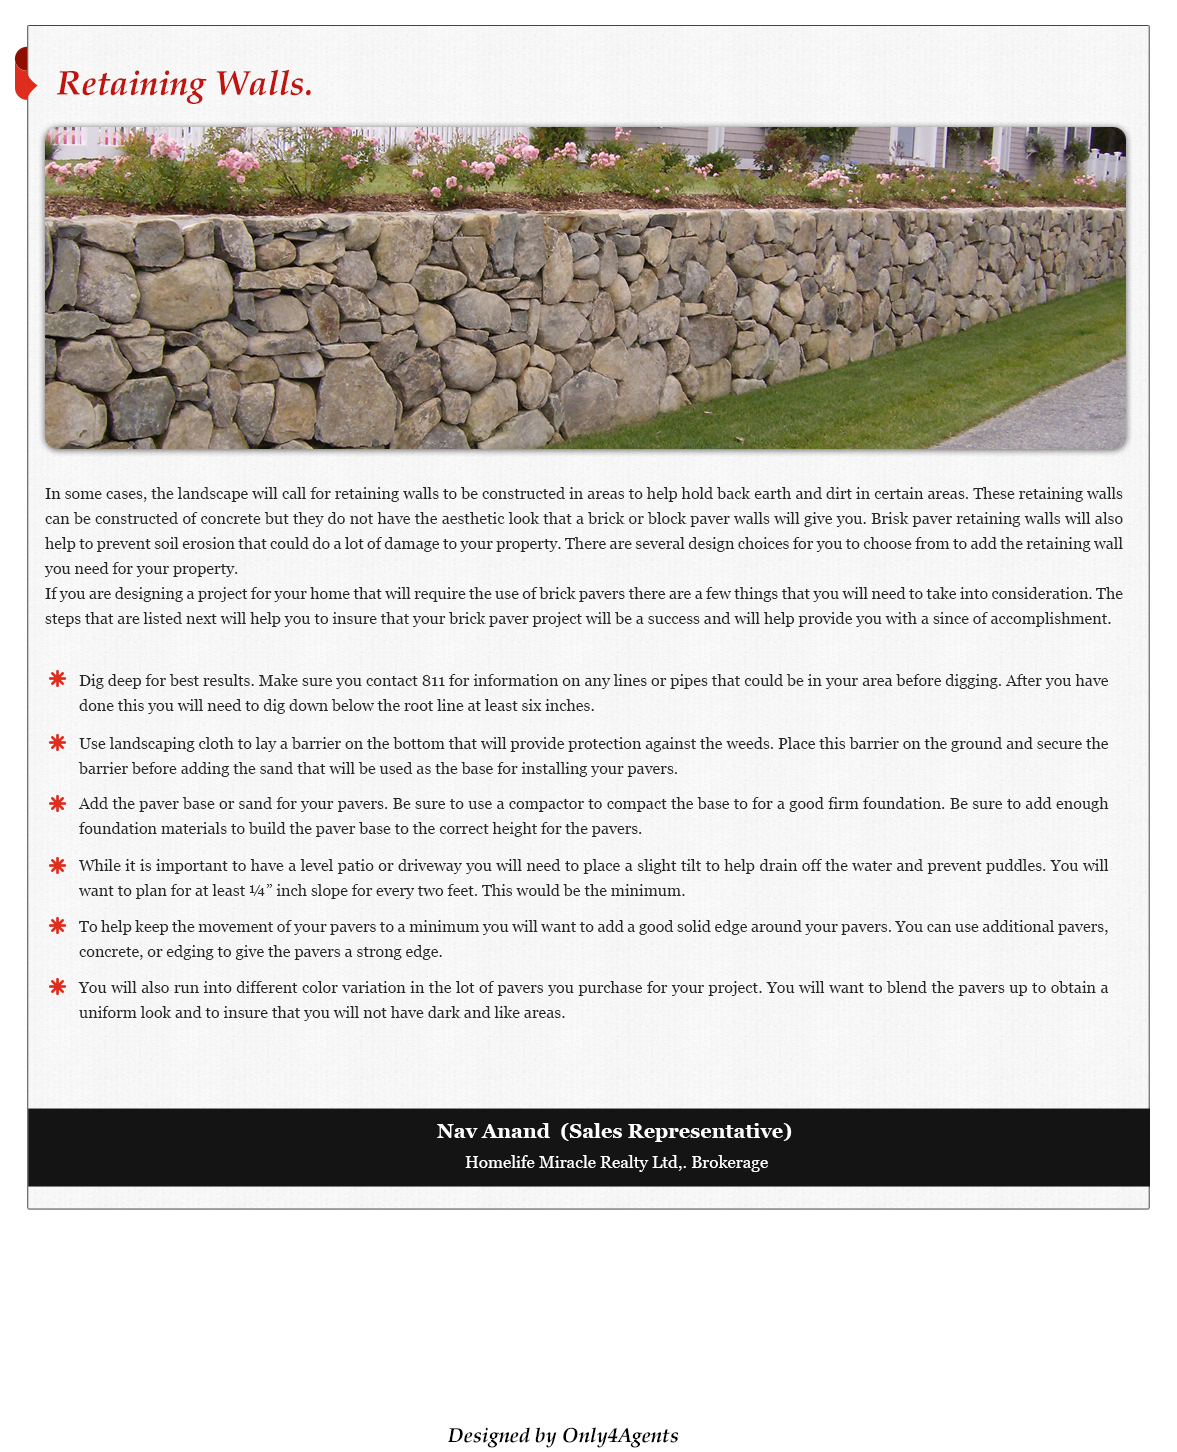 Retaining Walls.
In some cases, the landscape will call for retaining walls to be constructed in areas to help hold back earth and dirt in certain areas. These retaining walls
can be constructed of concrete but they do not have the aesthetic look that a brick or block paver walls will give you. Brisk paver retaining walls will also
help to prevent soil erosion that could do a lot of damage to your property. There are several design choices for you to choose from to add the retaining wall
you need for your property.
If you are designing a project for your home that will require the use of brick pavers there are a few things that you will need to take into consideration. The
steps that are listed next will help you to insure that your brick paver project will be a success and will help provide you with a since of accomplishment.
Dig deep for best results. Make sure you contact 811 for information on any lines or pipes that could be in your area before digging. After you have
done this you will need to dig down below the root line at least six inches.
Use landscaping cloth to lay a barrier on the bottom that will provide protection against the weeds. Place this barrier on the ground and secure the
barrier before adding the sand that will be used as the base for installing your pavers.
Add the paver base or sand for your pavers. Be sure to use a compactor to compact the base to for a good firm foundation. Be sure to add enough
foundation materials to build the paver base to the correct height for the pavers.
While it is important to have a level patio or driveway you will need to place a slight tilt to help drain off the water and prevent puddles. You will
want to plan for at least ¼” inch slope for every two feet. This would be the minimum.
To help keep the movement of your pavers to a minimum you will want to add a good solid edge around your pavers. You can use additional pavers,
concrete, or edging to give the pavers a strong edge.
You will also run into different color variation in the lot of pavers you purchase for your project. You will want to blend the pavers up to obtain a
uniform look and to insure that you will not have dark and like areas.
Nav Anand (Sales Representative)
Homelife Miracle Realty Ltd,. Brokerage
Designed by Only4Agents